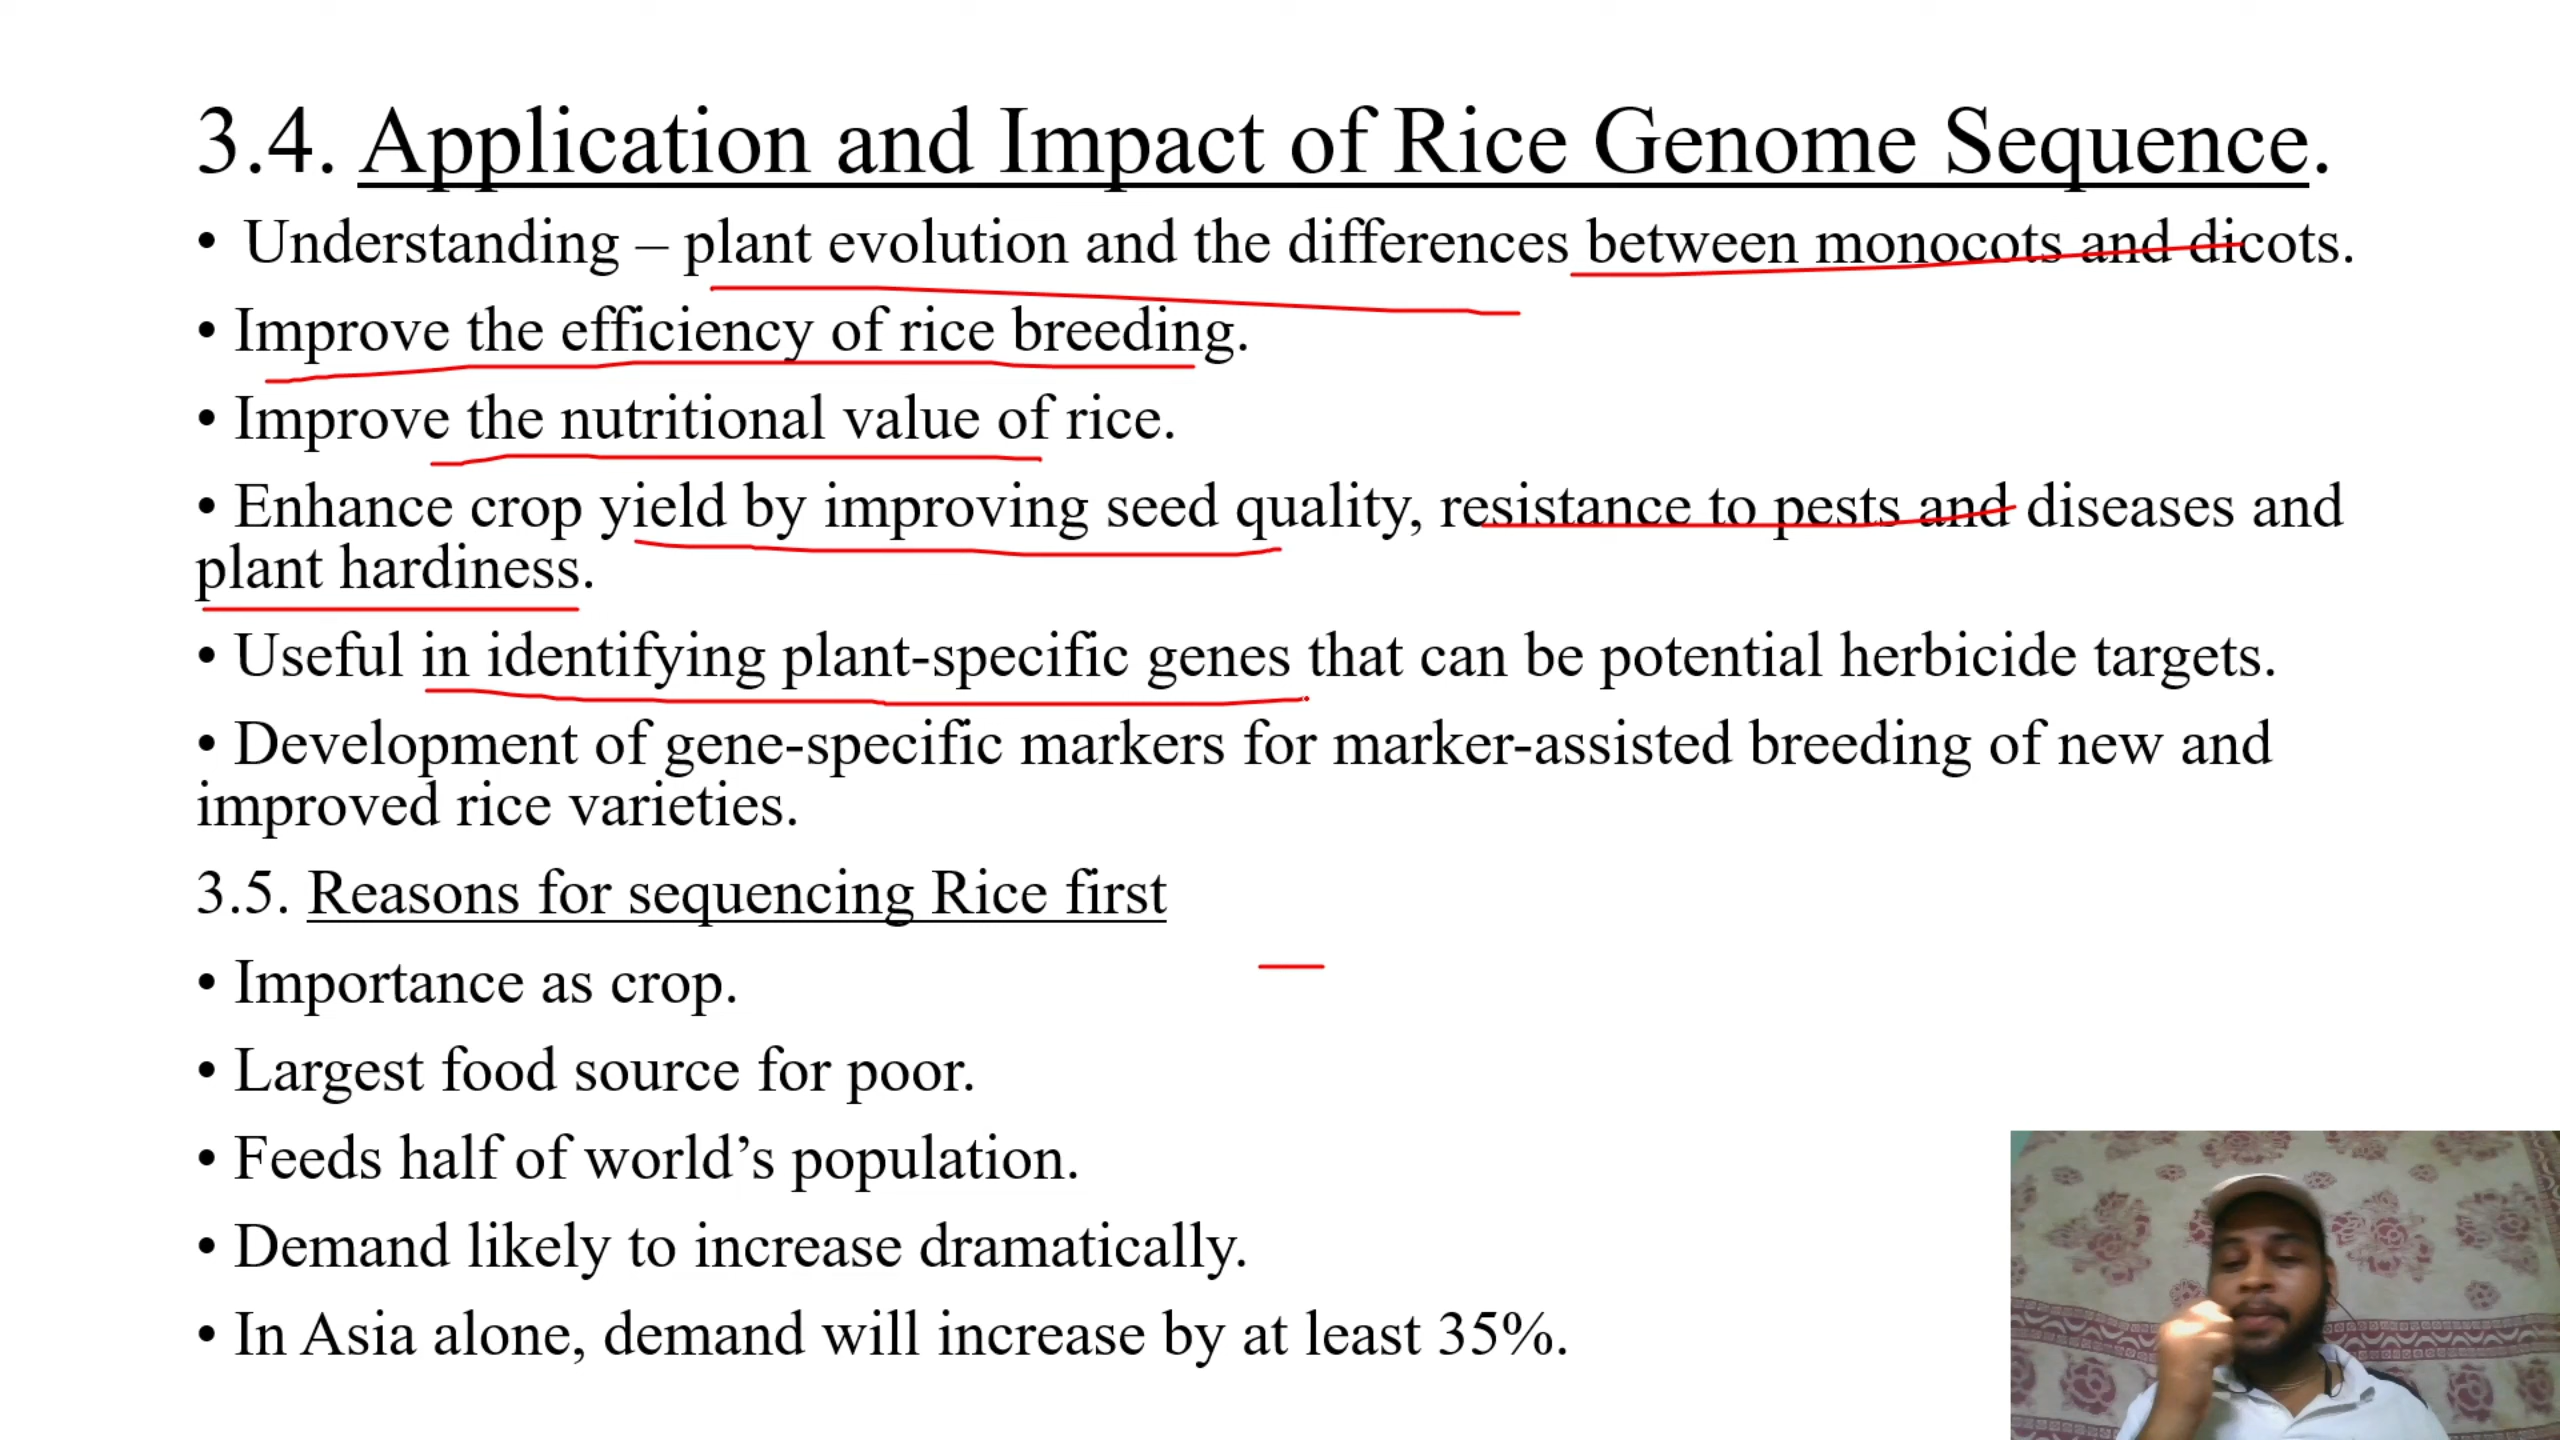 3.4. Application and Impact of Rice Genome Sequence.
• Understanding – plant evolution and the differences between monocots and dicots.
• Improve the efficiency of rice breeding.
• Improve the nutritional value of rice.
• Enhance crop yield by improving seed quality, resistance to pests and diseases and
plant hardiness.
• Useful in identifying plant-specific genes that can be potential herbicide targets.
• Development of gene-specific markers for marker-assisted breeding of new and
improved rice varieties.
3.5. Reasons for sequencing Rice first
• Importance as crop.
• Largest food source for poor.
• Feeds half of world’s population.
• Demand likely to increase dramatically.
• In Asia alone, demand will increase by at least 35%.